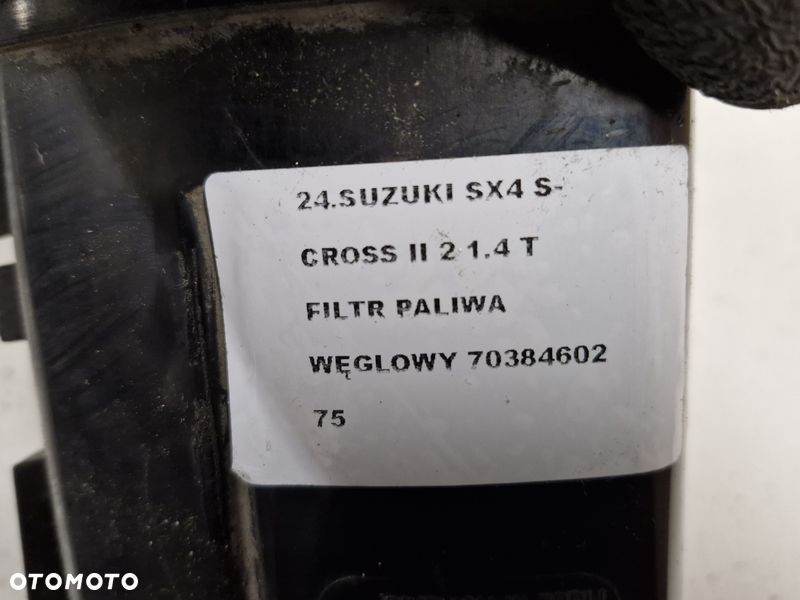 24.SUZUKI SX4 S-
CROSS II 2 1.4 T
FILTR PALIWA
WĘGLOWY 70384602
75
OTOMOTO